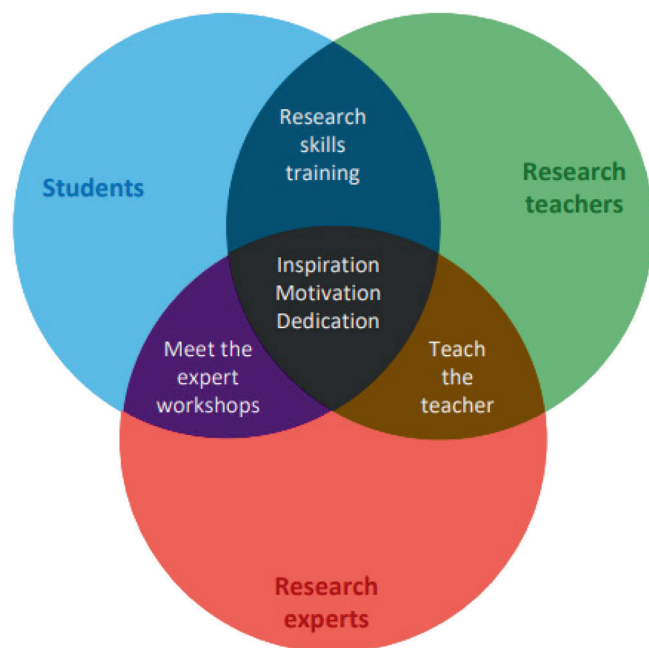 Research
skills
training
Students
Research
teachers
Inspiration
Motivation
Dedication
Meet the
expert
workshops
Teach
the
teacher
Research
experts